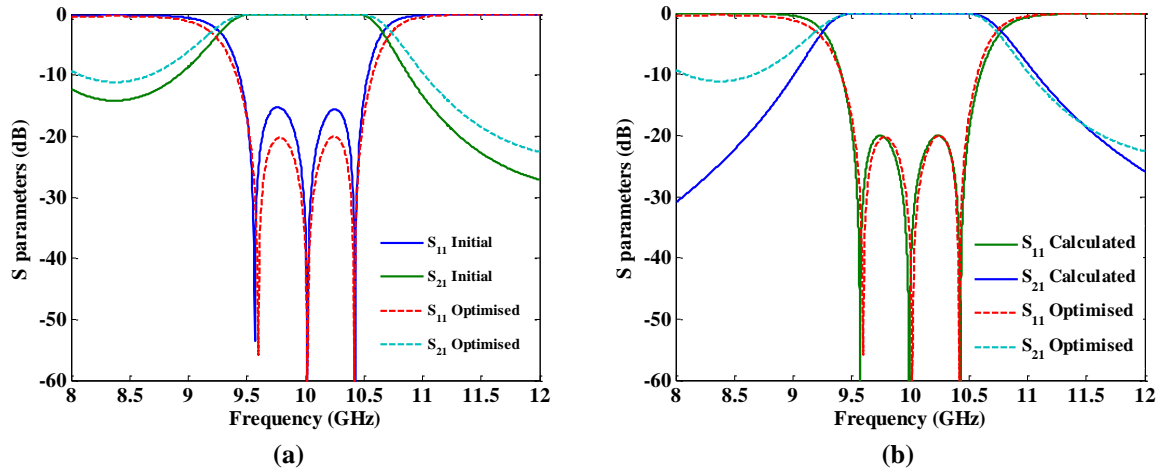 0
-10
-20
-30
-40
-50
-60
S parameters (dB)
S11 Initial
S21 Initial
S11 Optimised
S21 Optimised
8 8.5 9 9.5 10 10.5 11 11.5 12
Frequency (GHz)
(a)
0
-10
-20
-30
-40
-50
-60
S parameters (dB)
S11 Calculated
S21 Calculated
S11 Optimised
S21 Optimised
8 8.5 9 9.5 10 10.5 11 11.5 12
Frequency (GHz)
(b)